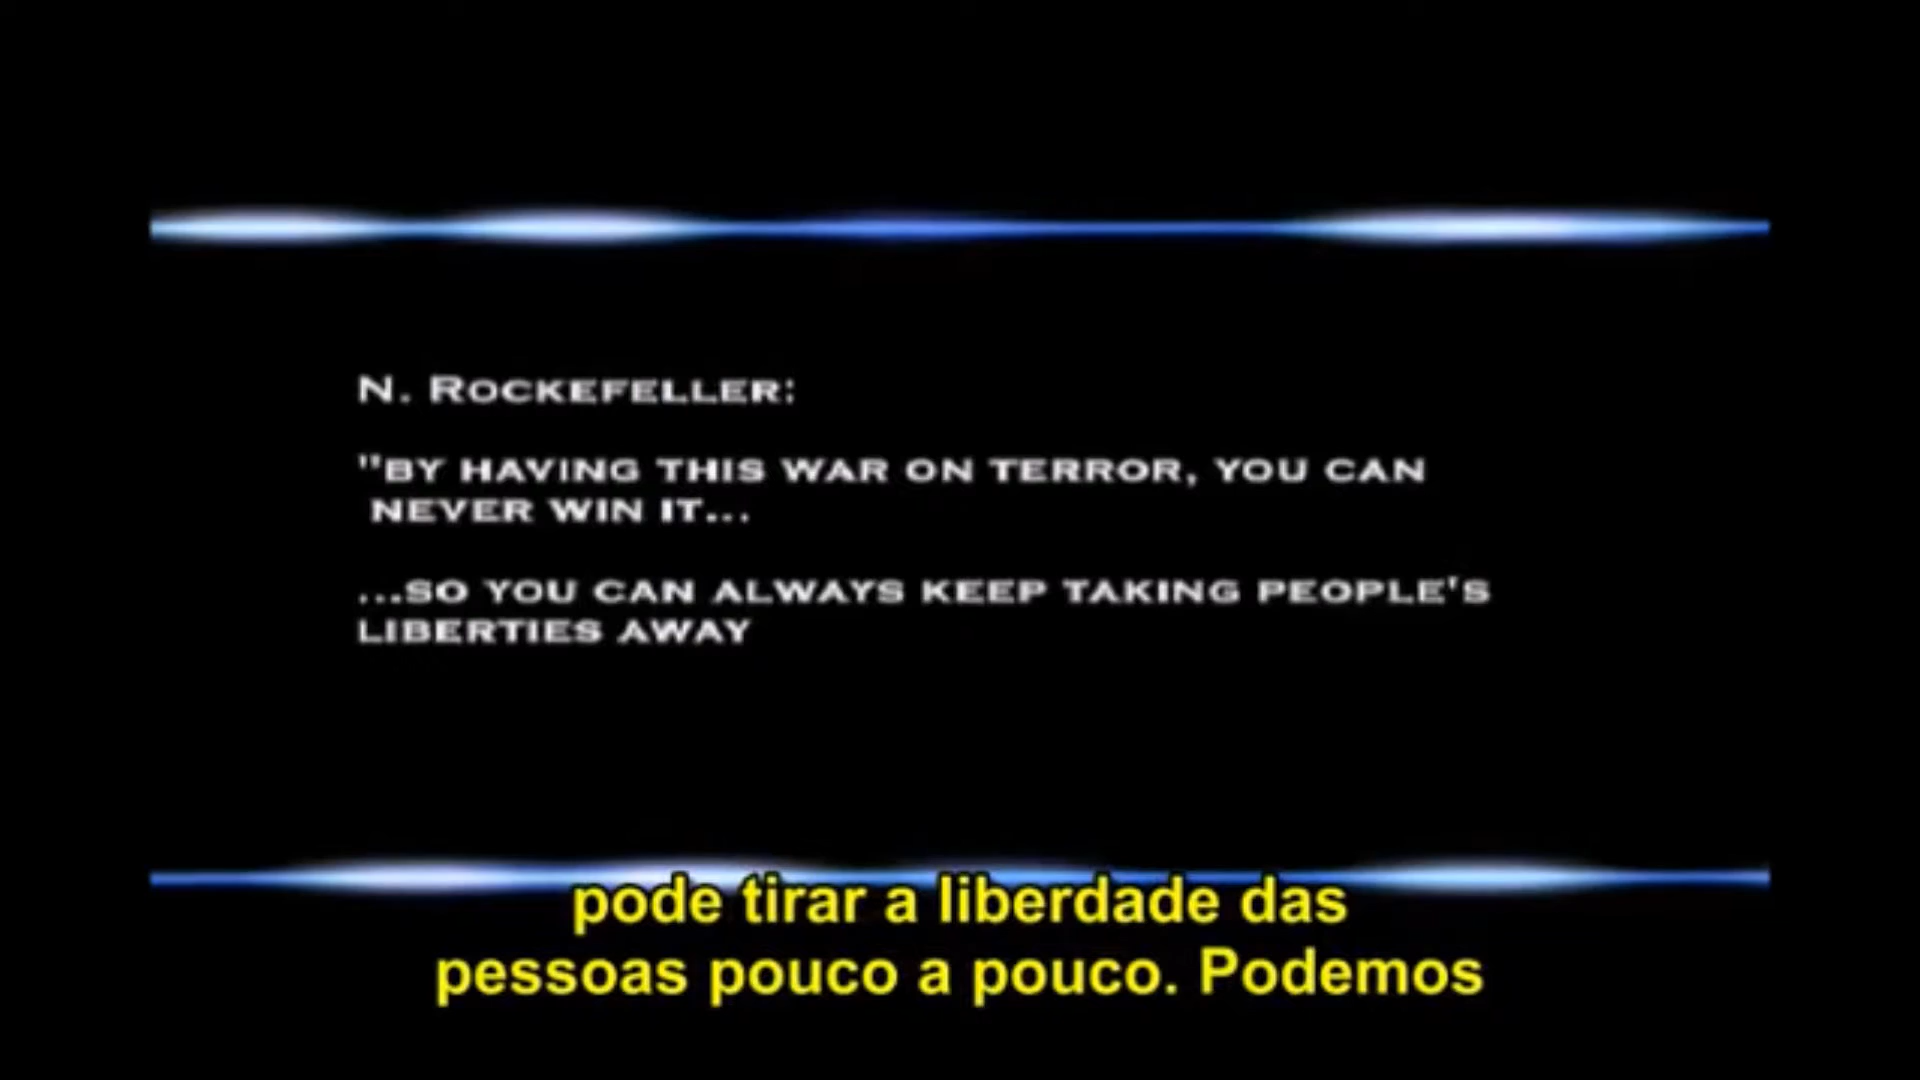 N. ROCKEFELLER:
"BY HAVING THIS WAR ON TERROR, YOU CAN
NEVER WIN IT...
...SO YOU CAN ALWAYS KEEP TAKING PEOPLE'S
LIBERTIES AWAY
pode tirar a liberdade das
pessoas pouco a pouco. Podemos